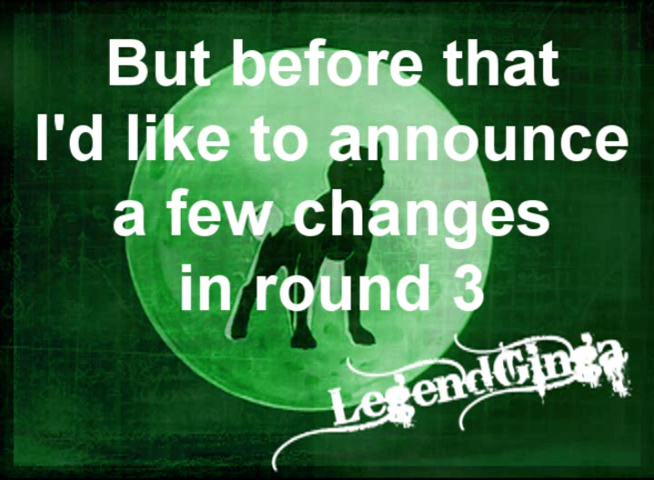 But before that
I'd like to announce
a few changes
in round 3
LegendGinga